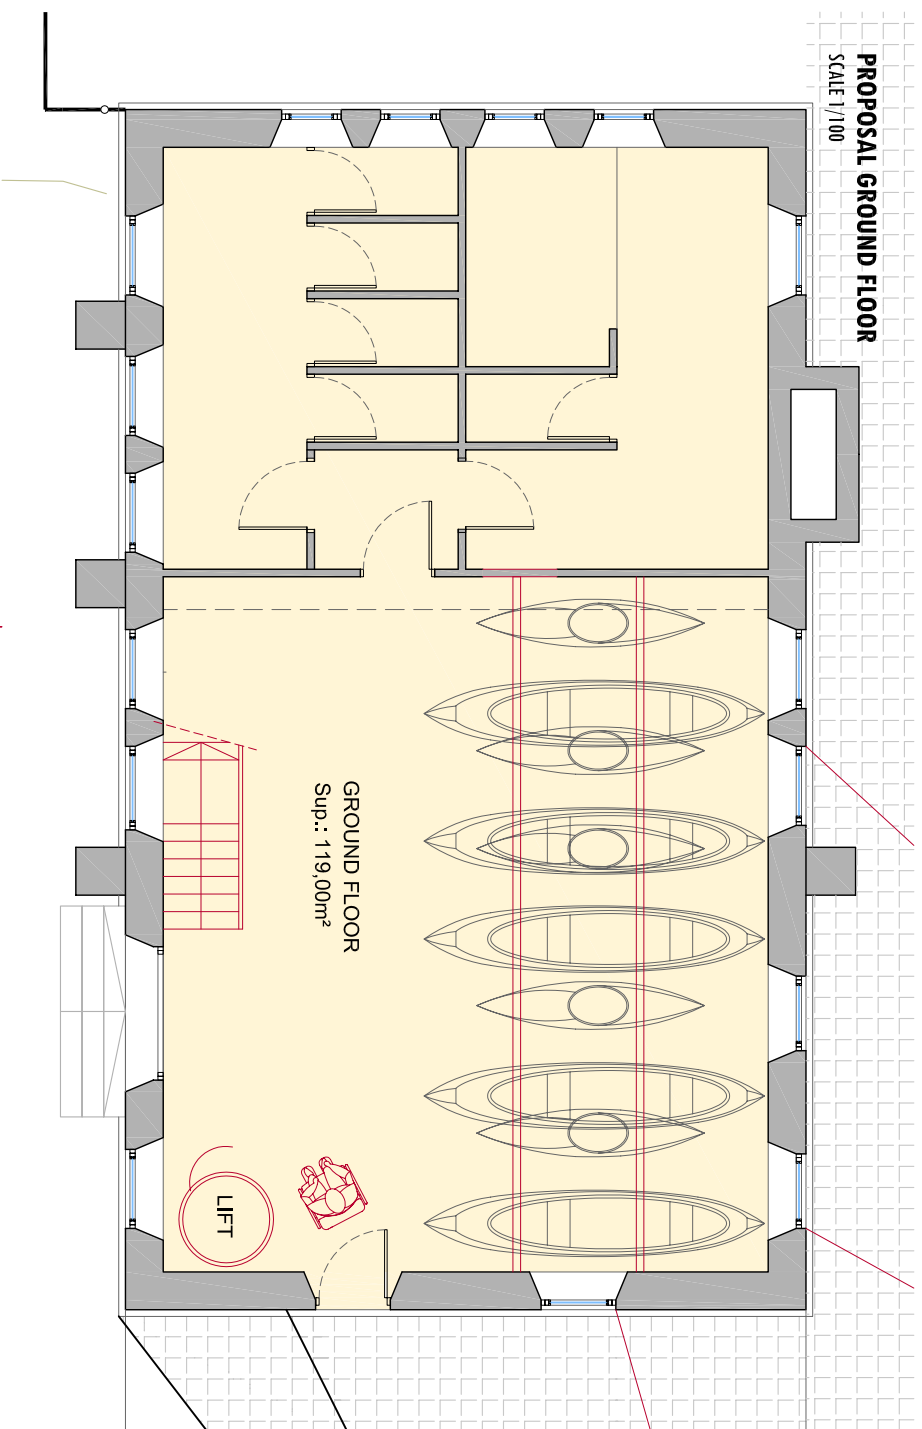 PROPOSAL GROUND FLOOR
SCALE 1/100
GROUND FLOOR
Sup.: 119,00m²
LIFT